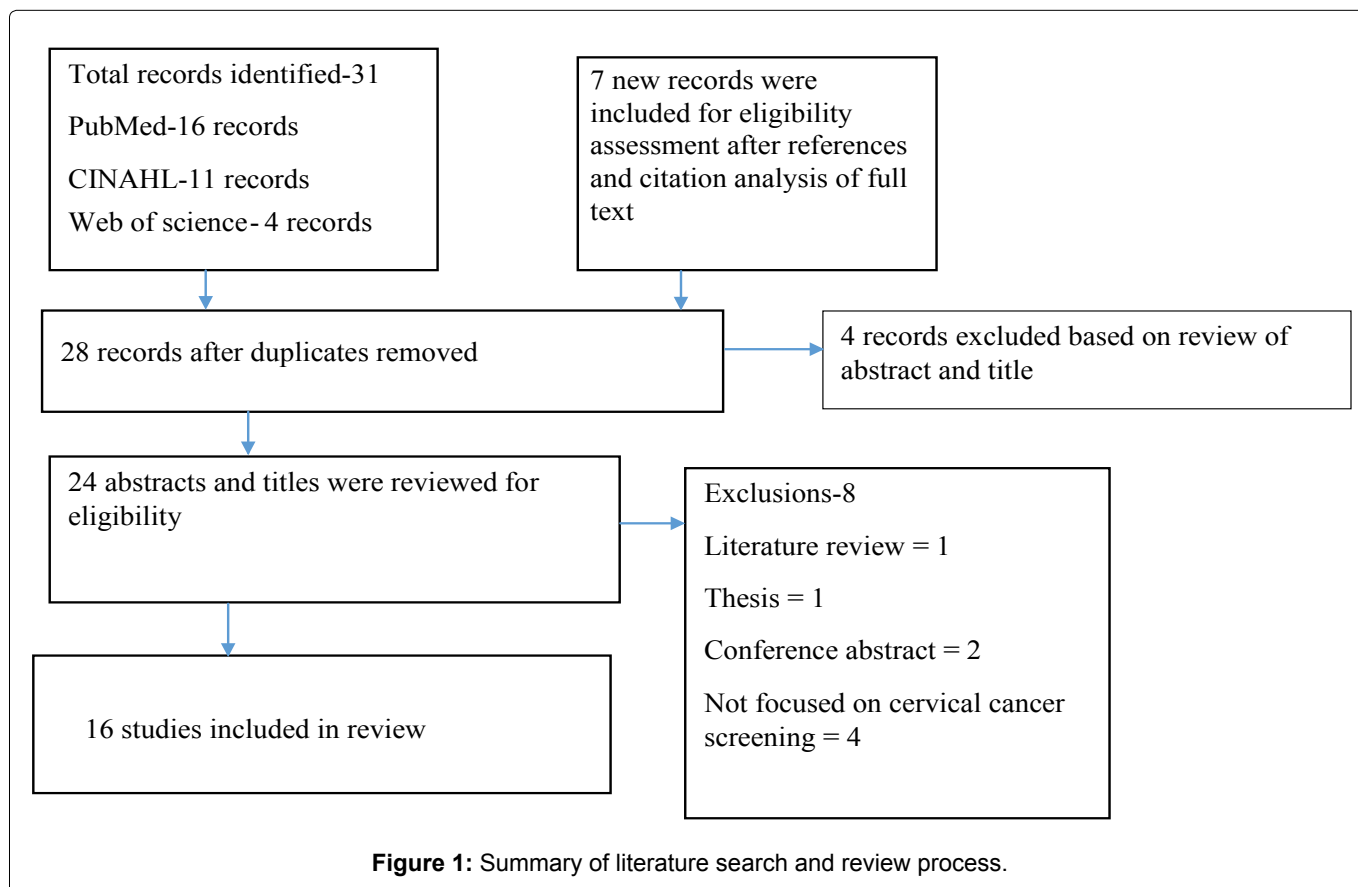 Total records identified-31
PubMed-16 records
CINAHL-11 records
Web of science- 4 records
7 new records were
included for eligibility
assessment after references
and citation analysis of full
text
28 records after duplicates removed
4 records excluded based on review of
abstract and title
24 abstracts and titles were reviewed for
eligibility
Exclusions-8
Literature review = 1
Thesis = 1
Conference abstract = 2
Not focused on cervical cancer
screening = 4
16 studies included in review
Figure 1: Summary of literature search and review process.